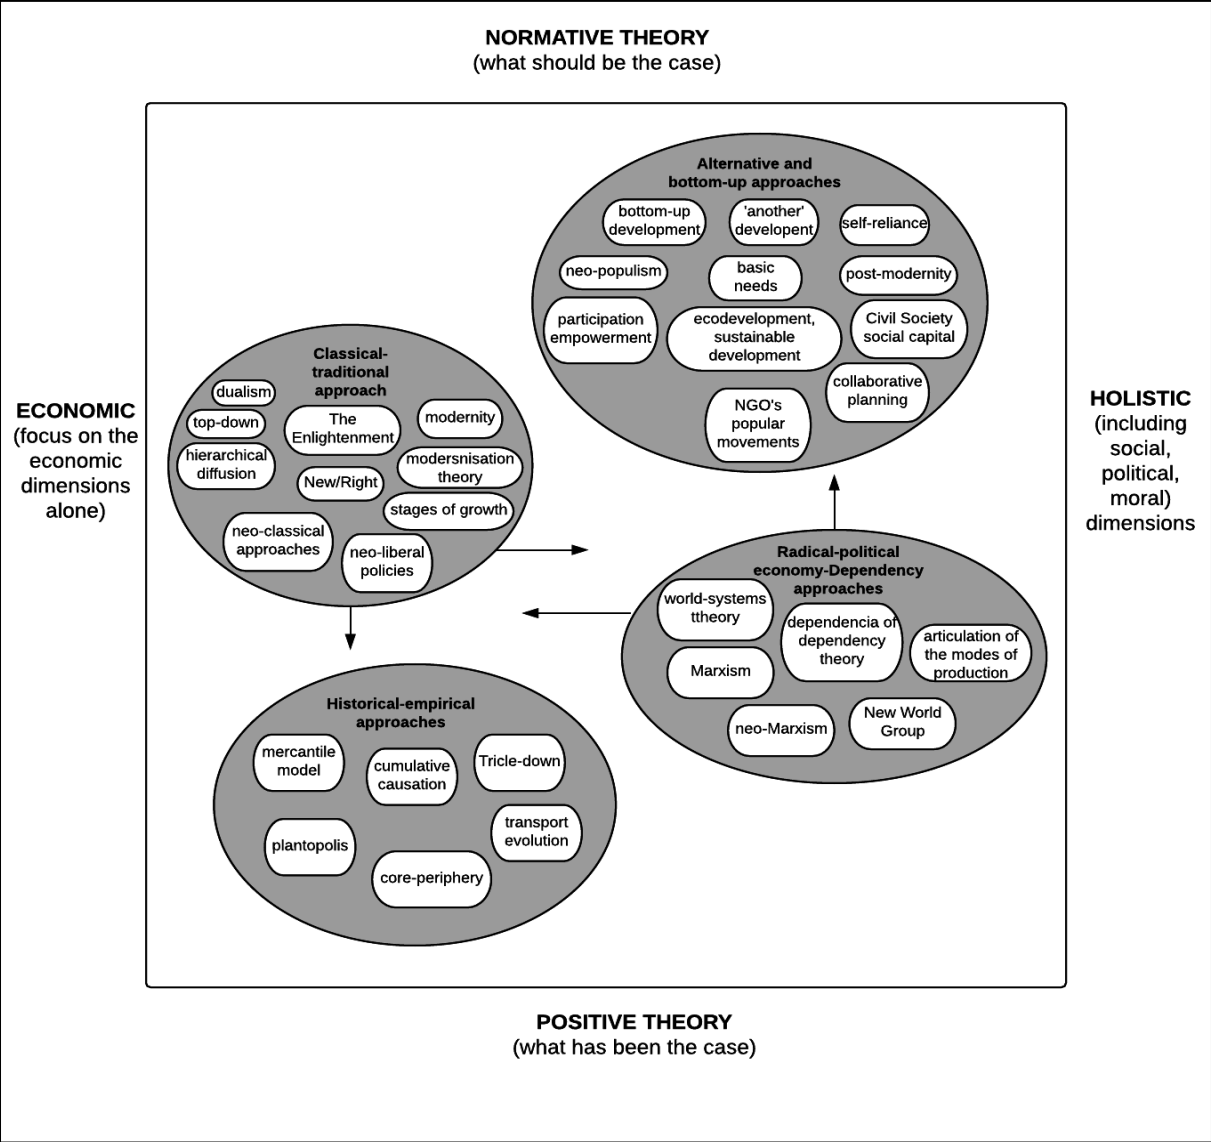 NORMATIVE THEORY
(what should be the case)
Alternative and
bottom-up approaches
bottom-up
development
'another'
developent
self-reliance
neo-populism
basic
needs
post-modernity
participation
empowerment
ecodevelopment,
sustainable
development
Civil Society
social capital
collaborative
planning
NGO's
popular
movements
Classical-
traditional
approach
dualism
top-down
The
Enlightenment
modernity
hierarchical
diffusion
New/Right
modersnisation
theory
stages of growth
neo-classical
approaches
neo-liberal
policies
ECONOMIC
(focus on the
economic
dimensions
alone)
HOLISTIC
(including
social,
political,
moral)
dimensions
Radical-political
economy-Dependency
approaches
world-systems
ttheory
dependencia of
dependency
theory
articulation of
the modes of
production
Marxism
neo-Marxism
New World
Group
Historical-empirical
approaches
mercantile
model
cumulative
causation
Tricle-down
plantopolis
transport
evolution
core-periphery
POSITIVE THEORY
(what has been the case)